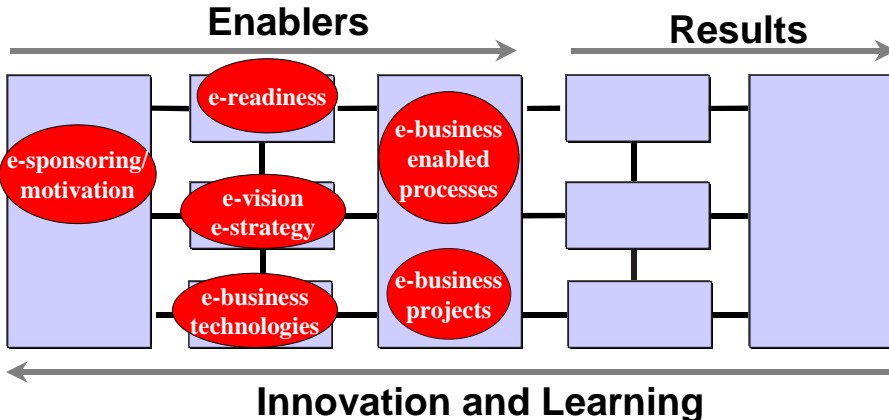 Enablers
Results
e-readiness
e-sponsoring/
motivation
e-business
enabled
processes
e-vision
e-strategy
e-business
technologies
e-business
projects
Innovation and Learning